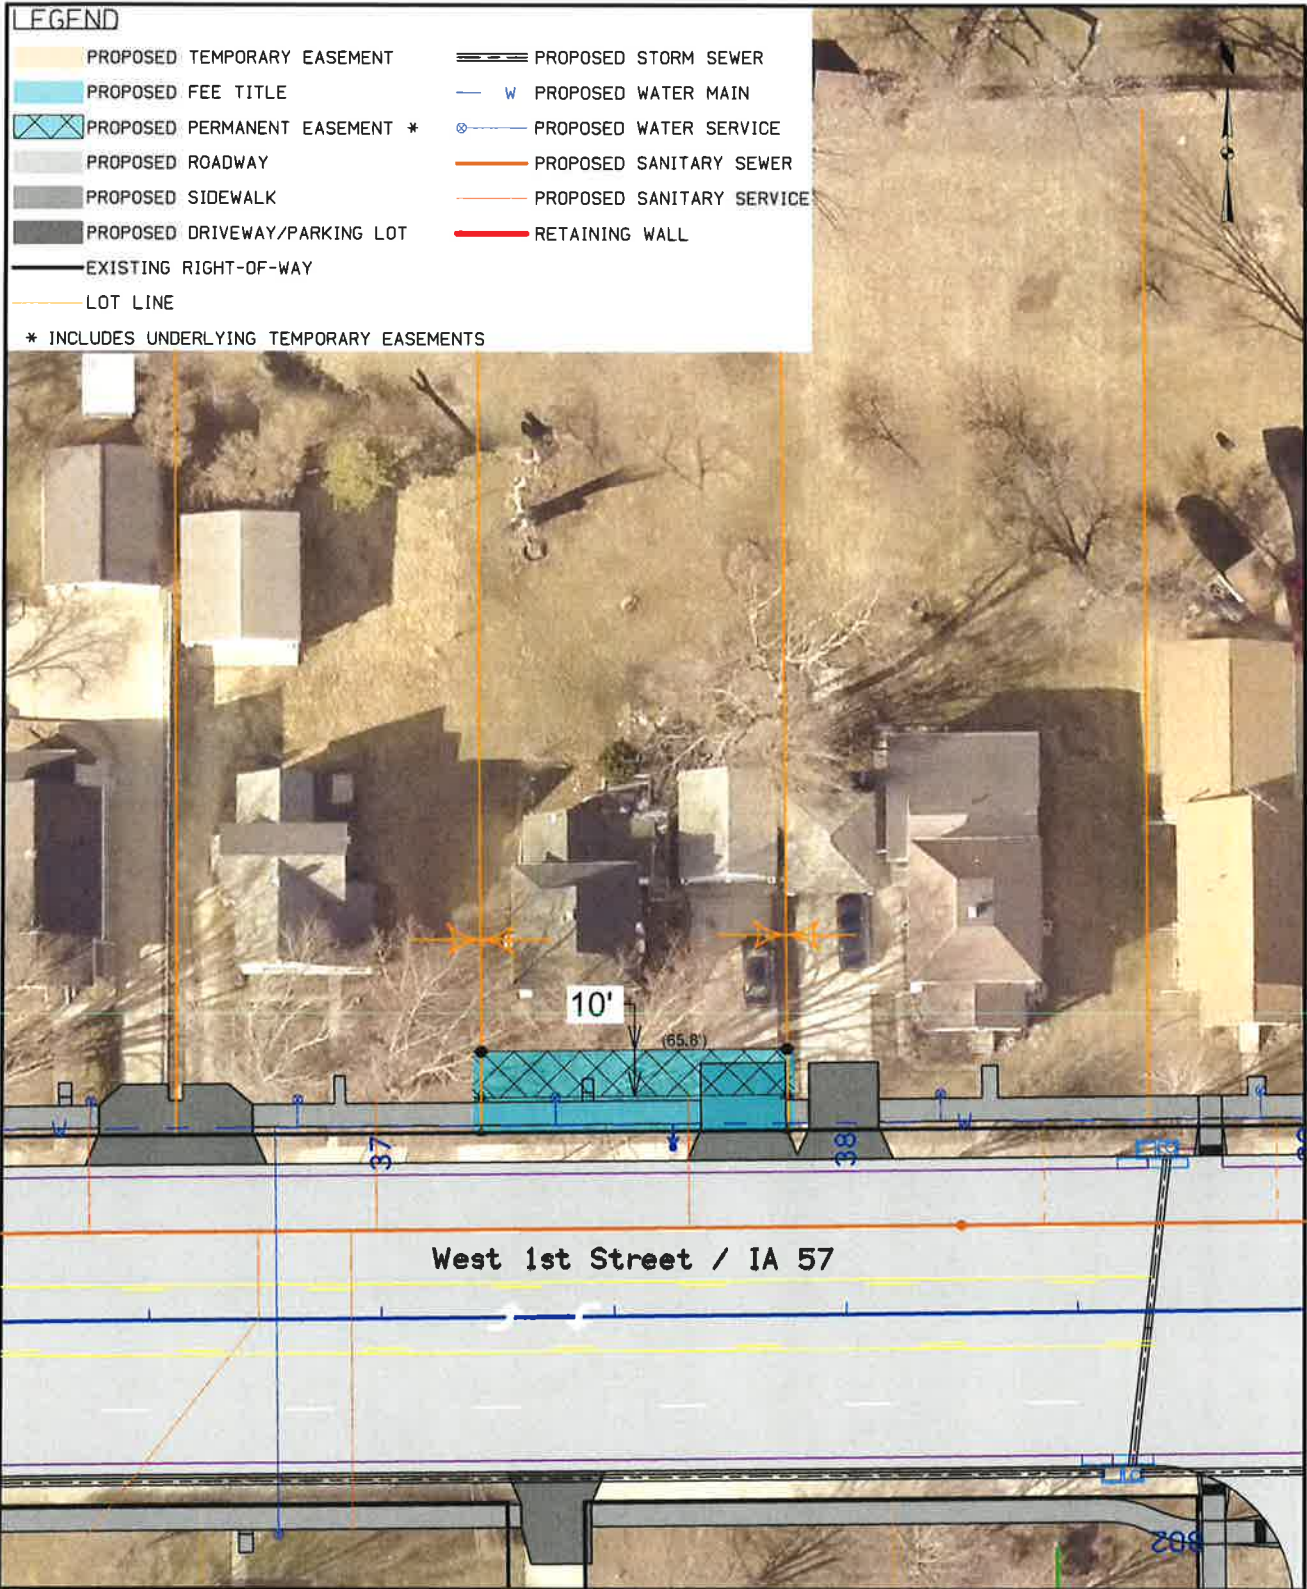 LEGEND
PROPOSED TEMPORARY EASEMENT
PROPOSED FEE TITLE
PROPOSED PERMANENT EASEMENT *
PROPOSED ROADWAY
PROPOSED SIDEWALK
PROPOSED DRIVEWAY/PARKING LOT
EXISTING RIGHT-OF-WAY
LOT LINE
* INCLUDES UNDERLYING TEMPORARY EASEMENTS
PROPOSED STORM SEWER
W PROPOSED WATER MAIN
PROPOSED WATER SERVICE
PROPOSED SANITARY SEWER
PROPOSED SANITARY SERVICE
RETAINING WALL
10'
(65.8')
W
W
37
38
West 1st Street / IA 57
802